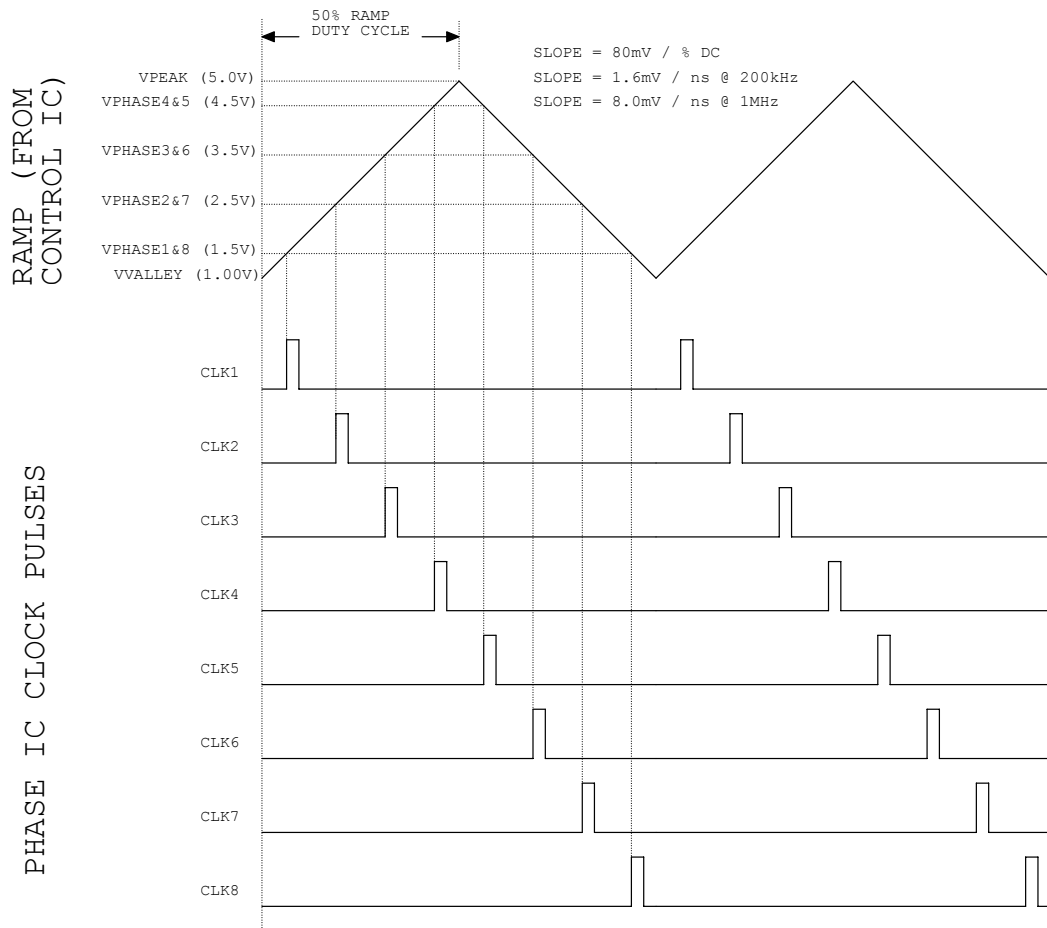 50% RAMP
DUTY CYCLE
SLOPE = 80mV / % DC
SLOPE = 1.6mV / ns @ 200kHz
SLOPE = 8.0mV / ns @ 1MHz
RAMP (FROM
CONTROL IC)
VPEAK (5.0V)
VPHASE4&5 (4.5V)
VPHASE3&6 (3.5V)
VPHASE2&7 (2.5V)
VPHASE1&8 (1.5V)
VVALLEY (1.00V)
PHASE IC CLOCK PULSES
CLK1
CLK2
CLK3
CLK4
CLK5
CLK6
CLK7
CLK8